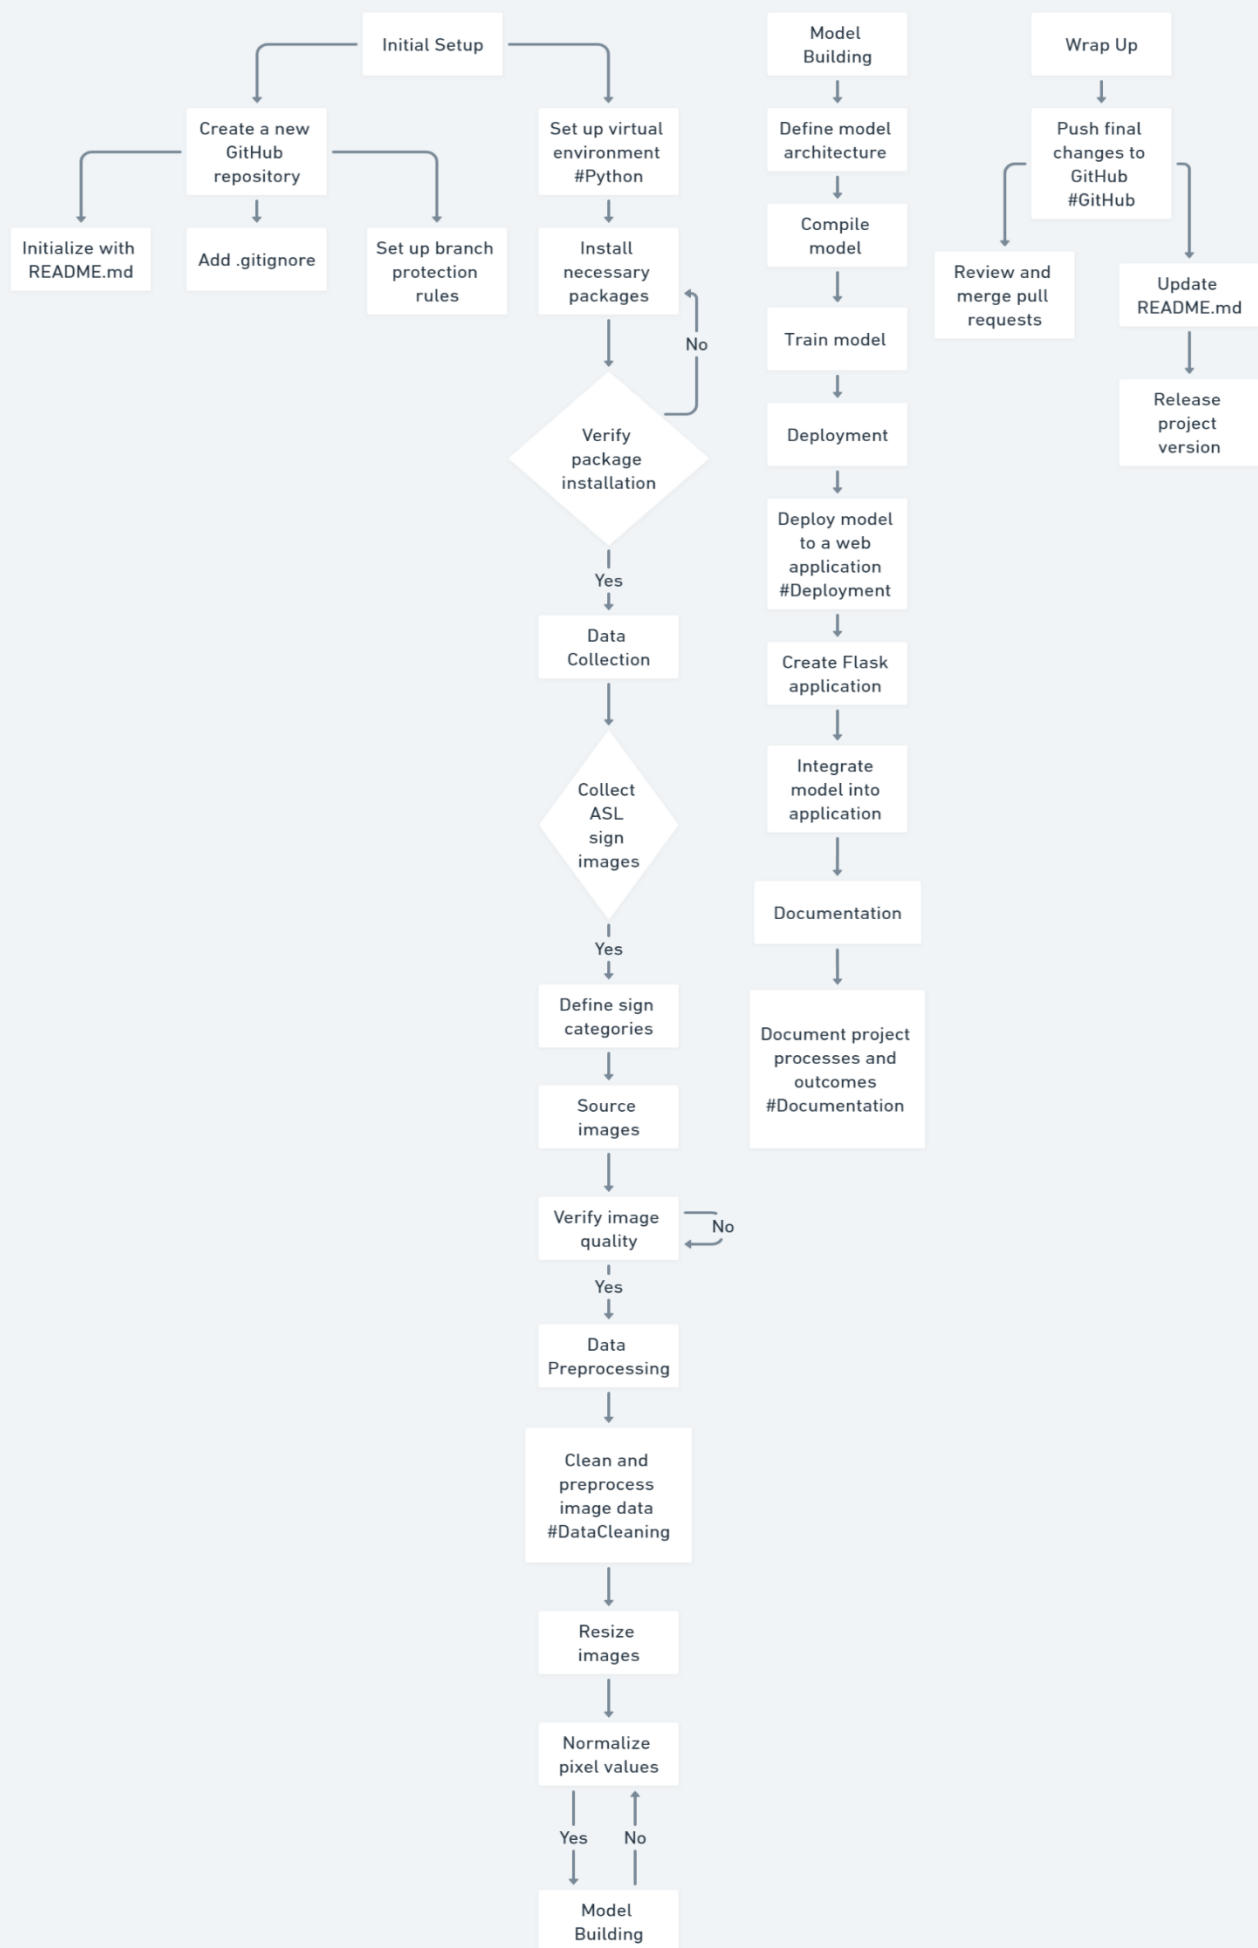 Initial Setup
Create a new
GitHub
repository
Initialize with
README.md
Add .gitignore
Set up branch
protection
rules
Set up virtual
environment
#Python
Install
necessary
packages
No
Verify
package
installation
Yes
Data
Collection
Collect
ASL
sign
images
Yes
Define sign
categories
Source
images
Verify image
quality
No
Yes
Data
Preprocessing
Clean and
preprocess
image data
#DataCleaning
Resize
images
Normalize
pixel values
Yes
No
Model
Building
Model
Building
Define model
architecture
Compile
model
Train model
Deployment
Deploy model
to a web
application
#Deployment
Create Flask
application
Integrate
model into
application
Documentation
Document project
processes and
outcomes
#Documentation
Wrap Up
Push final
changes to
GitHub
#GitHub
Review and
merge pull
requests
Update
README.md
Release
project
version